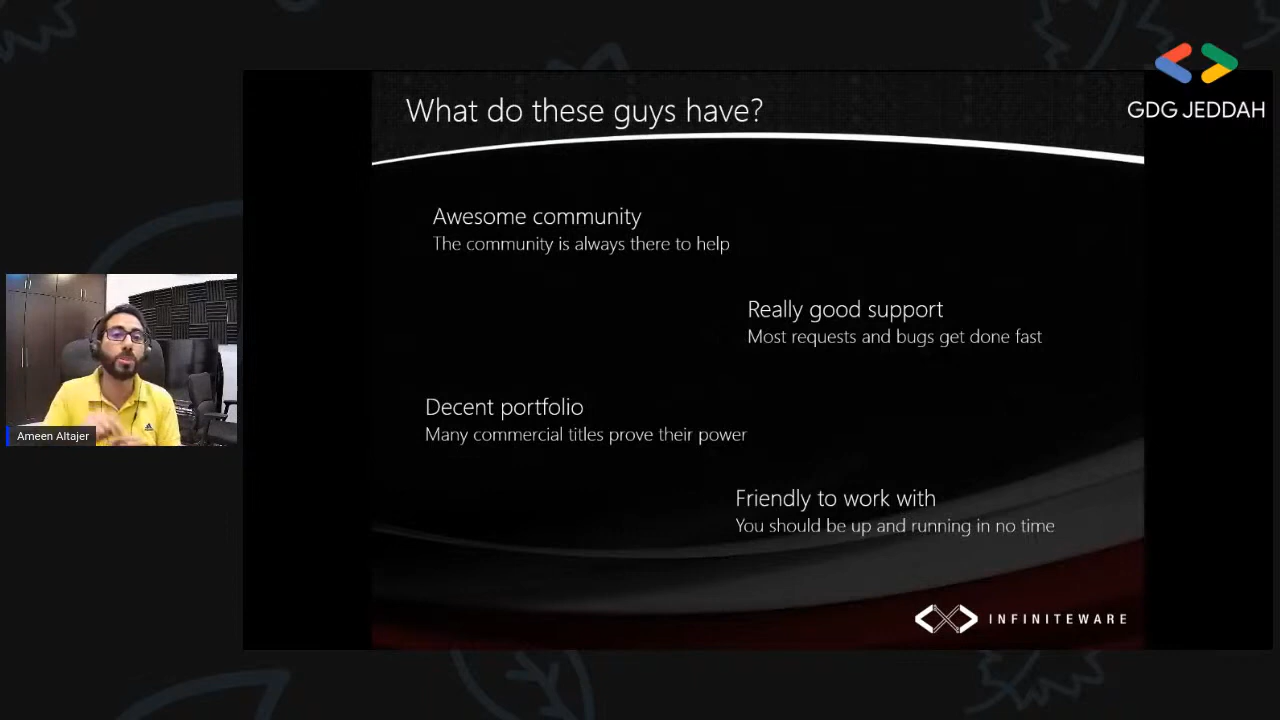 GDG JEDDAH
What do these guys have?
Awesome community
The community is always there to help
Really good support
Most requests and bugs get done fast
Decent portfolio
Many commercial titles prove their power
Ameen Altajer
Friendly to work with
You should be up and running in no time
INFINITEWARE